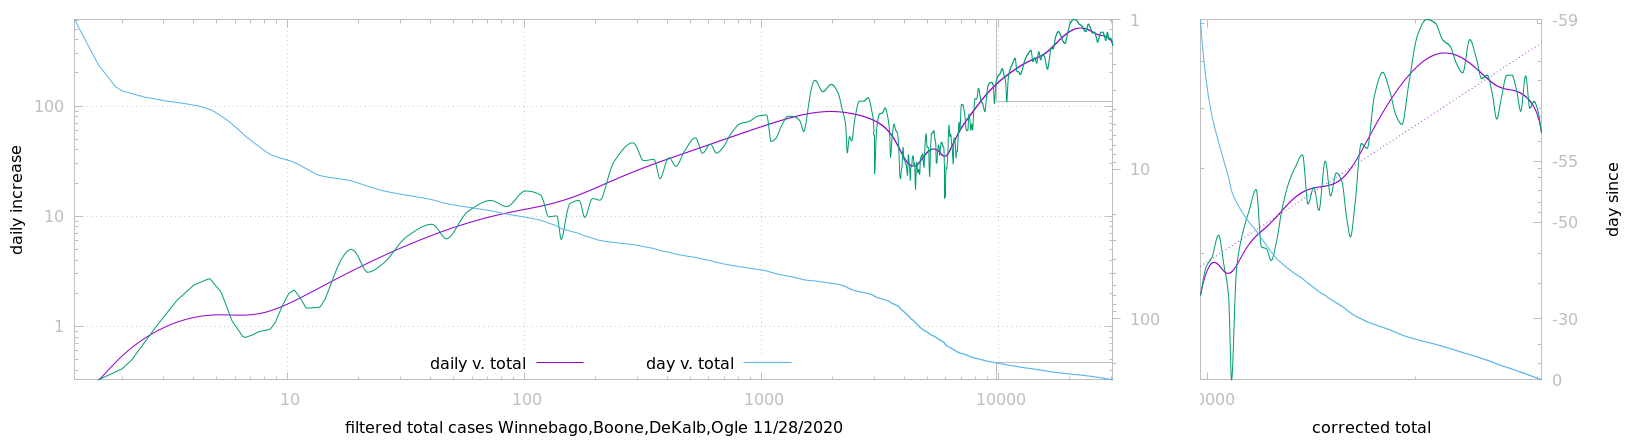 1
-59
100
daily increase
10
-55
10
-50
day since
1
100
-30
daily v. total
day v. total
0
10
100
1000
10000
0000
filtered total cases Winnebago,Boone,DeKalb,Ogle 11/28/2020
corrected total